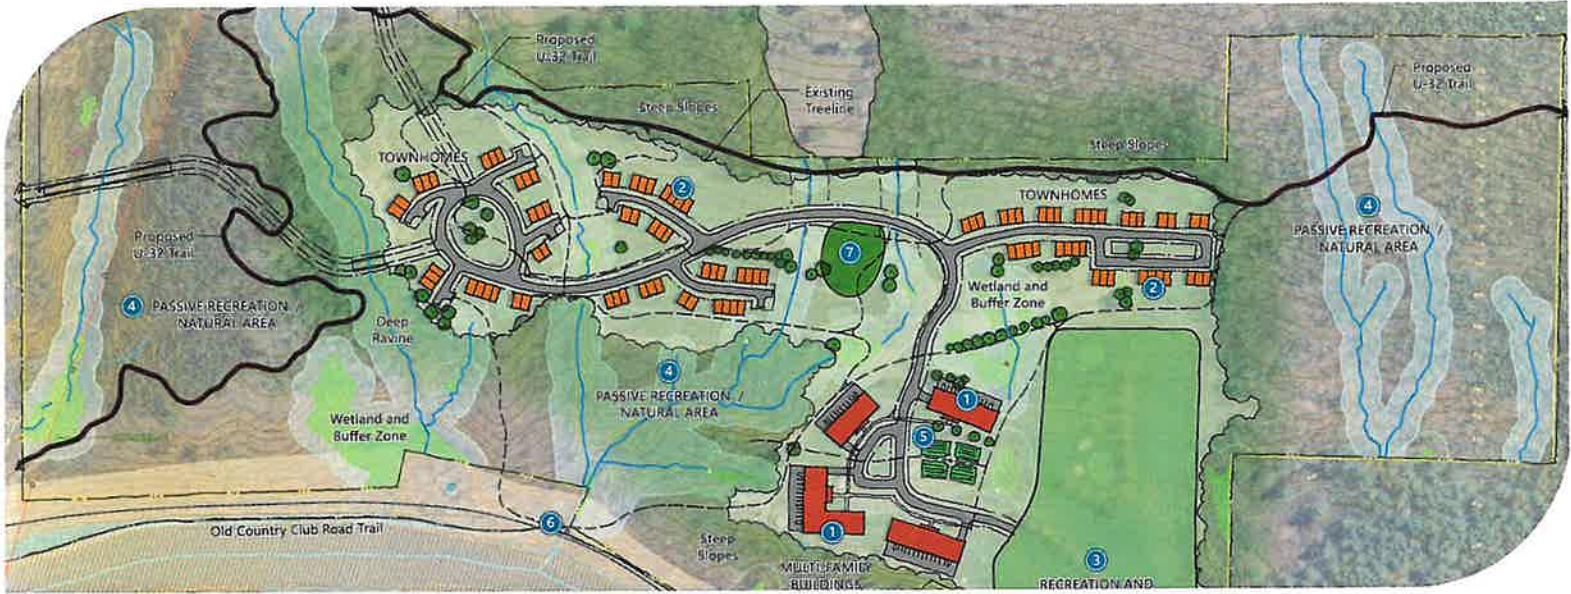 Proposed
U-32 Trail
Steep Slopes
Existing
Treeline
Proposed
U-32 Trail
Steep Slopes
TOWNHOMES
2
TOWNHOMES
4
PASSIVE RECREATION /
NATURAL AREA
Proposed
U-32 Trail
7
4 PASSIVE RECREATION /
NATURAL AREA
Deep
Ravine
Wetland and
Buffer Zone
2
4
PASSIVE RECREATION /
NATURAL AREA
1
Wetland and
Buffer Zone
5
Old Country Club Road Trail
6
Steep
Slopes
1
MULTI-FAMILY
BUILDINGS
3
RECREATION AND